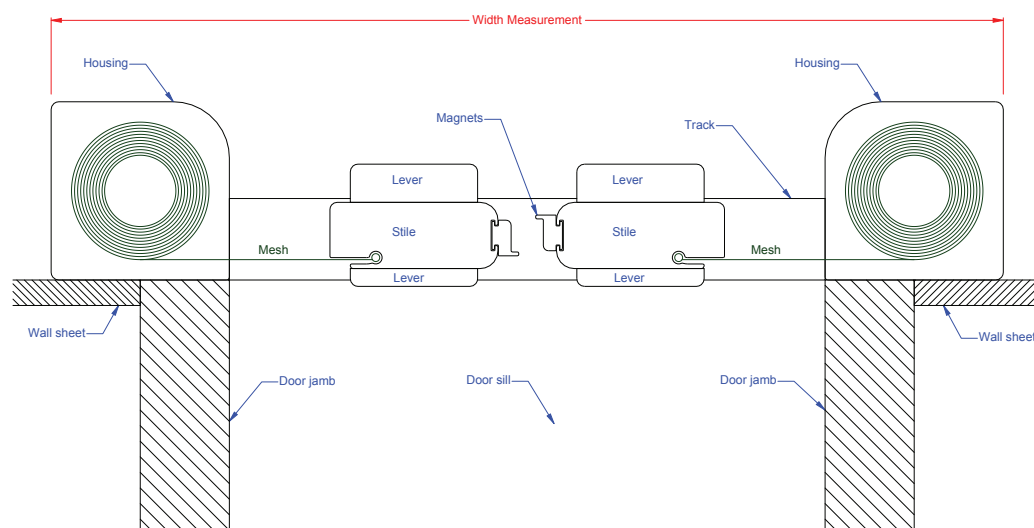 Width Measurement
Housing
Housing
Magnets
Track
Lever
Lever
Stile
Stile
Mesh
Mesh
Lever
Lever
Wall sheet
Wall sheet
Door jamb
Door sill
Door jamb